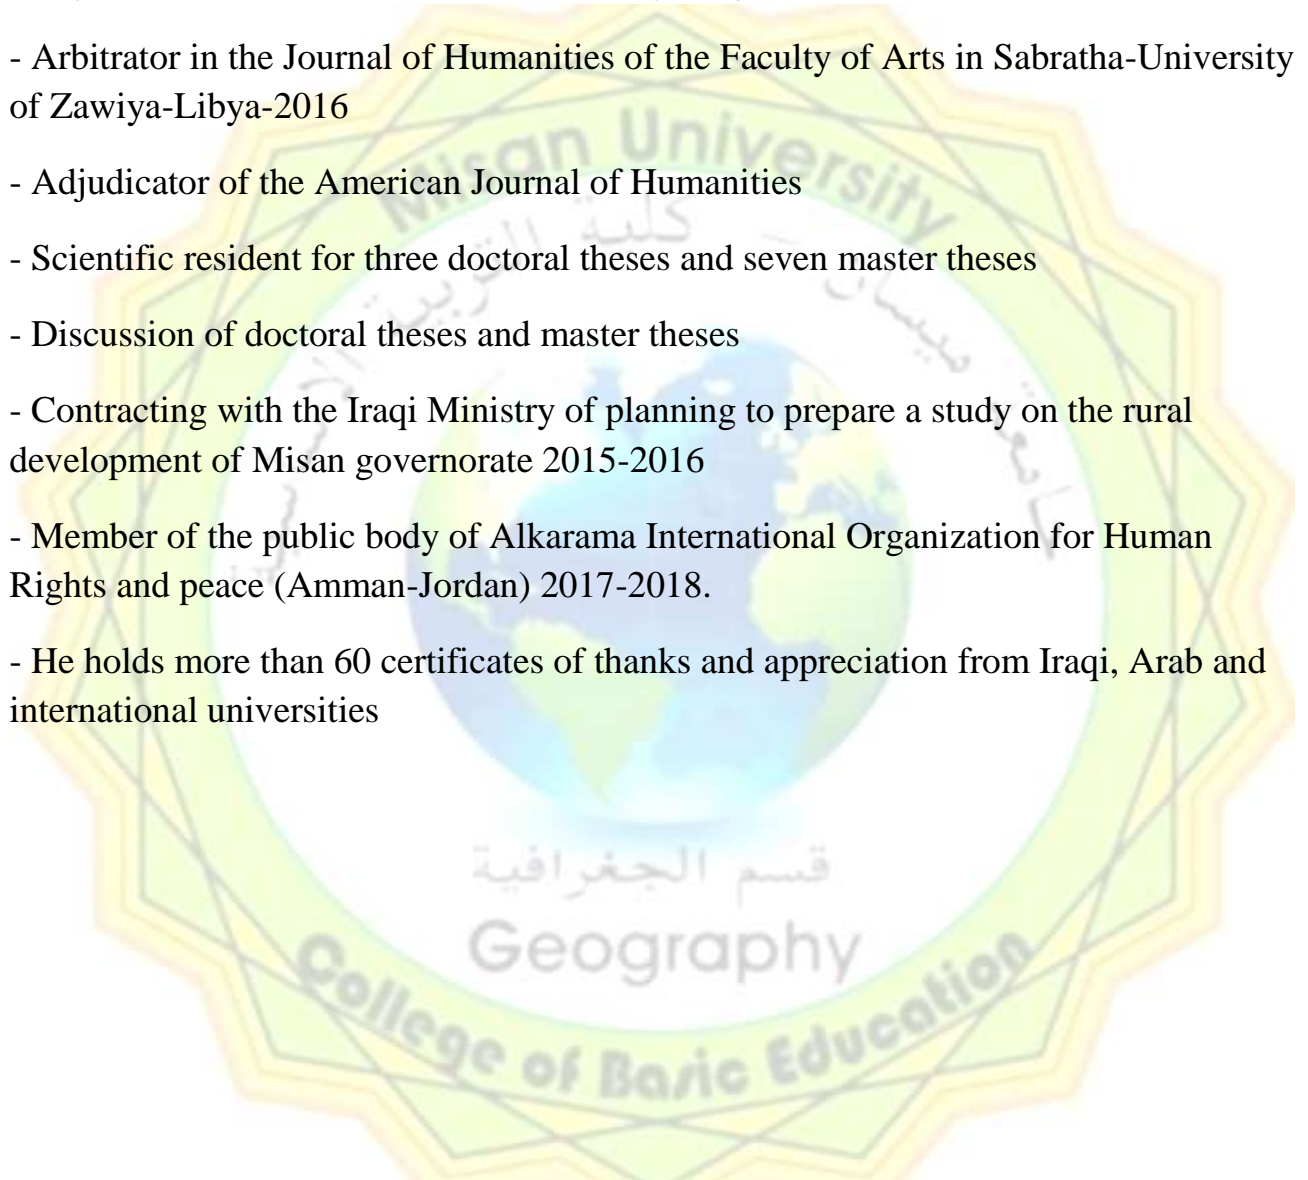 - Arbitrator in the Journal of Humanities of the Faculty of Arts in Sabratha-University
of Zawiya-Libya-2016
- Adjudicator of the American Journal of Humanities
- Scientific resident for three doctoral theses and seven master theses
- Discussion of doctoral theses and master theses
- Contracting with the Iraqi Ministry of planning to prepare a study on the rural
development of Misan governorate 2015-2016
- Member of the public body of Alkarama International Organization for Human
Rights and peace (Amman-Jordan) 2017-2018.
- He holds more than 60 certificates of thanks and appreciation from Iraqi, Arab and
international universities
Misan University
جامعة ميسان - كلية التربية الاساسية
قسم الجغرافية
Geography
College of Basic Education